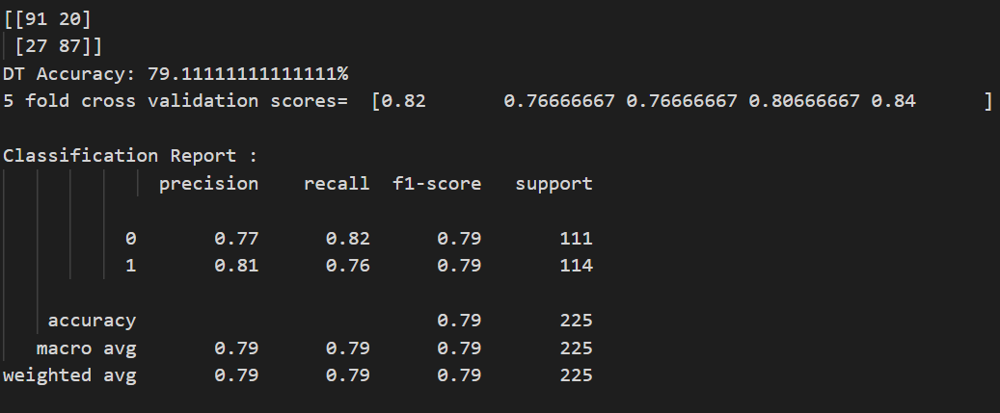 [[91 20]
 [27 87]]
DT Accuracy: 79.11111111111111%
5 fold cross validation scores=  [0.82       0.76666667 0.76666667 0.80666667 0.84      ]
Classification Report :
              precision    recall  f1-score   support
           0       0.77      0.82      0.79       111
           1       0.81      0.76      0.79       114
    accuracy                           0.79       225
   macro avg       0.79      0.79      0.79       225
weighted avg       0.79      0.79      0.79       225